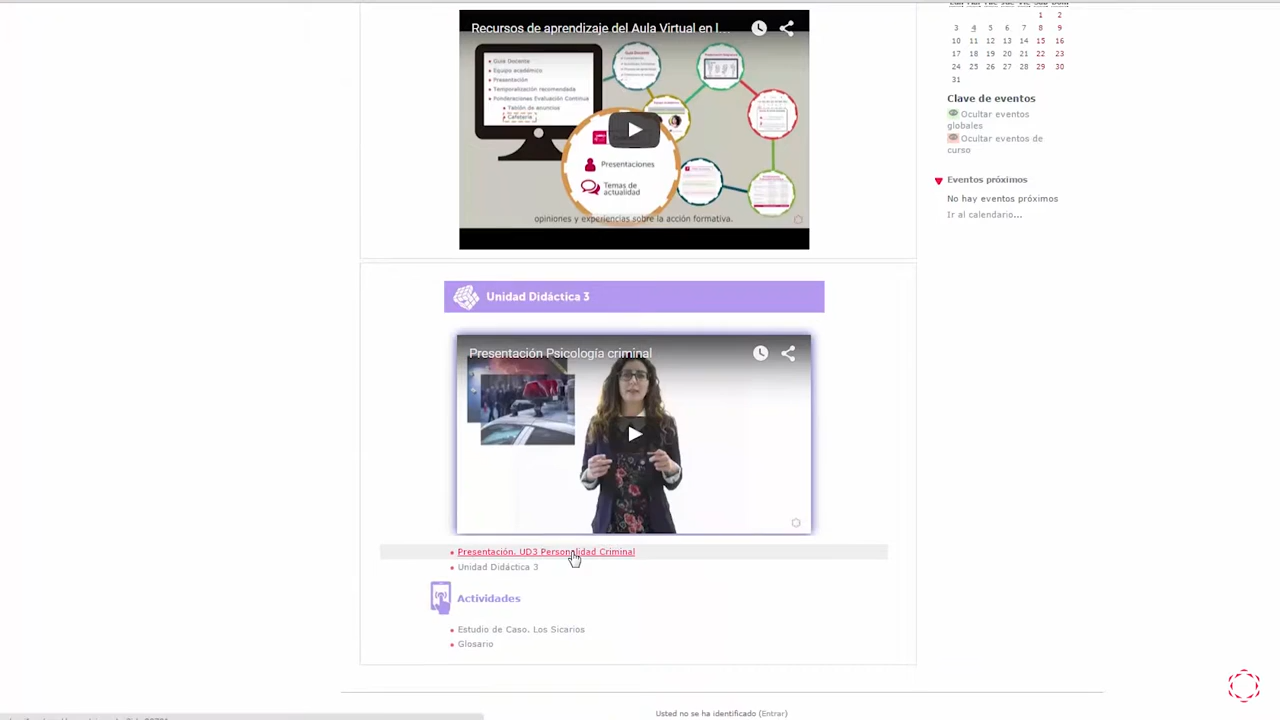 Recursos de aprendizaje del Aula Virtual en l...
Guía Docente
Equipo académico
Presentación
Temporalización recomendada
Ponderaciones Evaluación Continua
Tablón de anuncios
Cafetería
Presentaciones
Temas de
actualidad
opiniones y experiencias sobre la acción formativa.
1 2
3 4 5 6 7 8 9
10 11 12 13 14 15 16
17 18 19 20 21 22 23
24 25 26 27 28 29 30
31
Clave de eventos
Ocultar eventos
globales
Ocultar eventos de
curso
Eventos próximos
No hay eventos próximos
Ir al calendario...
Unidad Didáctica 3
Presentación Psicología criminal
Presentación. UD3 Personalidad Criminal
Unidad Didáctica 3
Actividades
Estudio de Caso. Los Sicarios
Glosario
Usted no se ha identificado (Entrar)